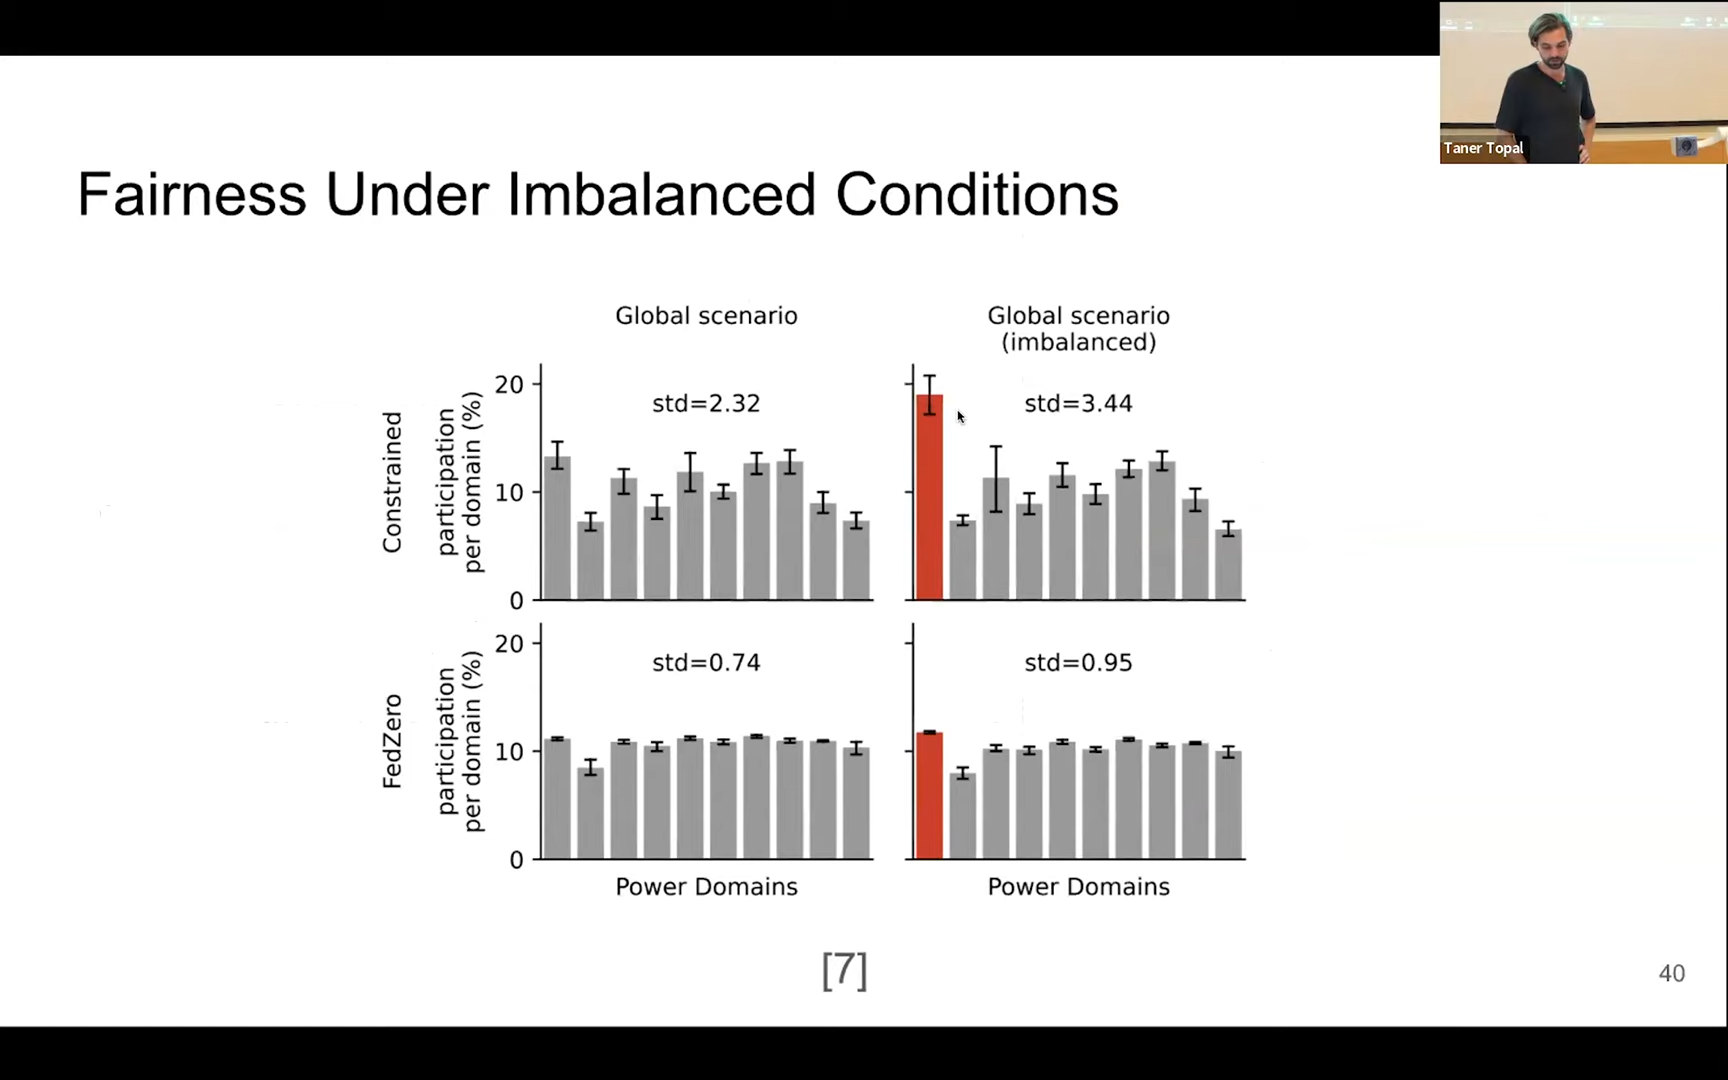 Taner Topal
Fairness Under Imbalanced Conditions
Global scenario
Global scenario
(imbalanced)
Constrained
participation
per domain (%)
20
10
0
std=2.32
std=3.44
FedZero
participation
per domain (%)
20
10
0
std=0.74
std=0.95
Power Domains
Power Domains
[7]
40